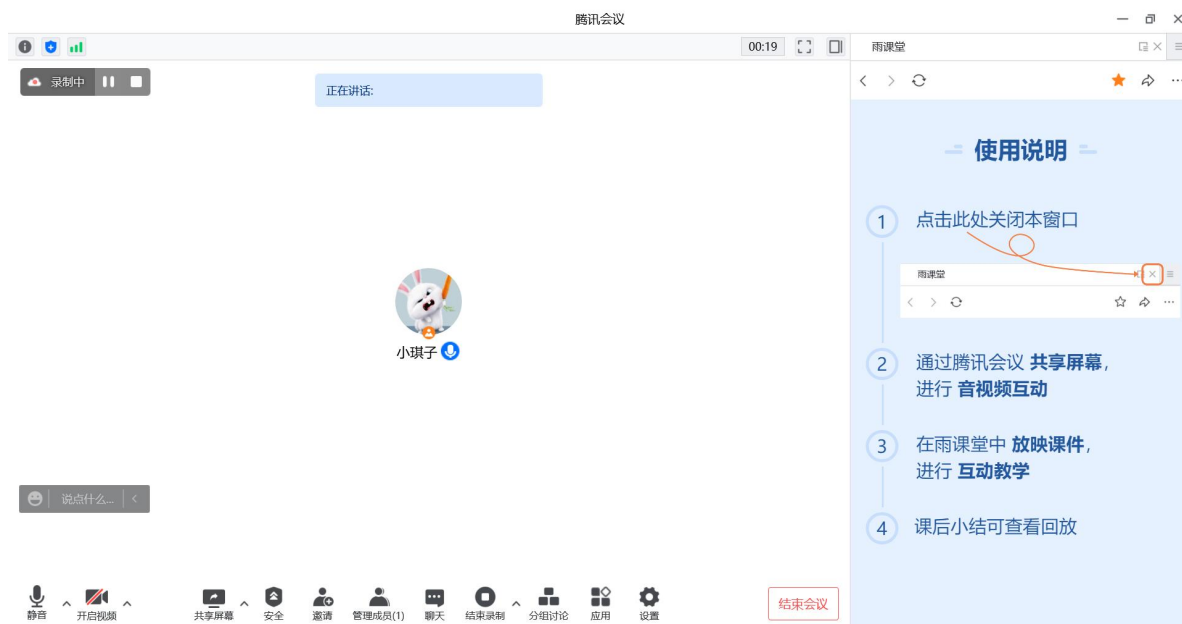 腾讯会议
00:19
雨课堂
录制中
正在讲话:
使用说明
1 点击此处关闭本窗口
雨课堂
小琪子
2 通过腾讯会议 共享屏幕,
进行 音视频互动
3 在雨课堂中 放映课件,
进行 互动教学
说点什么...
4 课后小结可查看回放
静音 开启视频 共享屏幕 安全 邀请 管理成员(1) 聊天 结束录制 分组讨论 应用 设置 结束会议